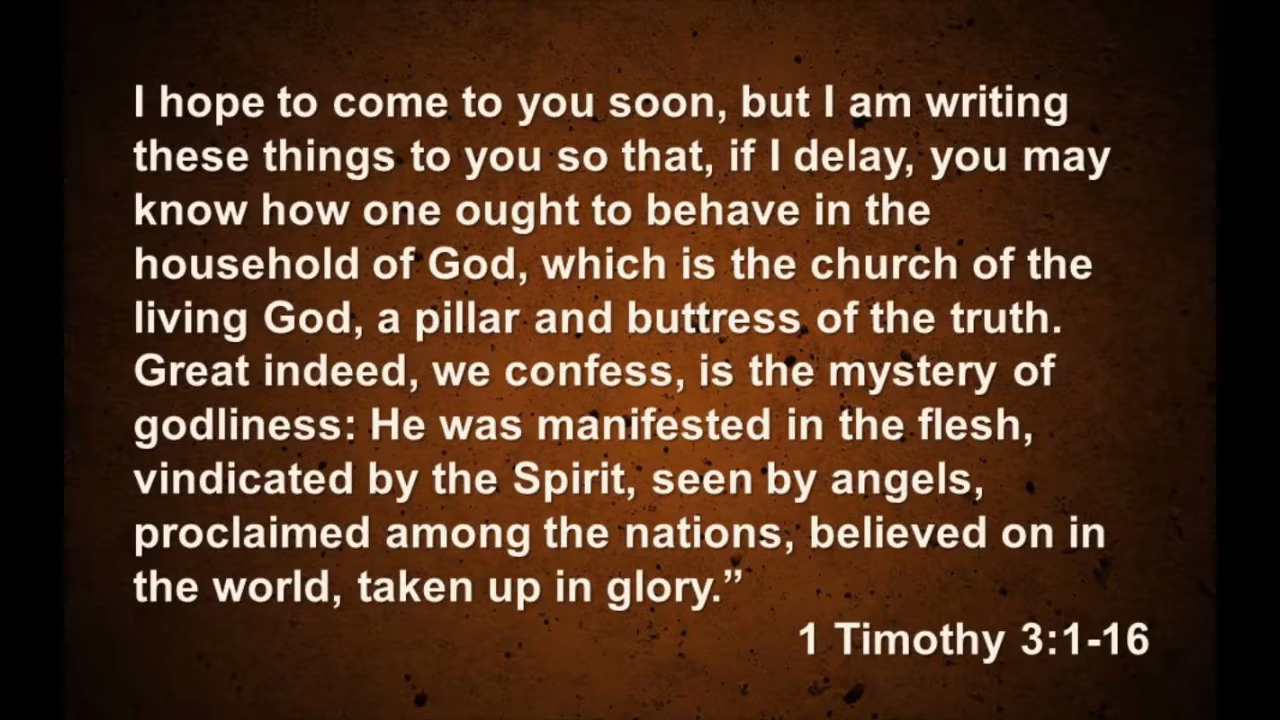 I hope to come to you soon, but I am writing
these things to you so that, if I delay, you may
know how one ought to behave in the
household of God, which is the church of the
living God, a pillar and buttress of the truth.
Great indeed, we confess, is the mystery of
godliness: He was manifested in the flesh,
vindicated by the Spirit, seen by angels,
proclaimed among the nations, believed on in
the world, taken up in glory.”
1 Timothy 3:1-16